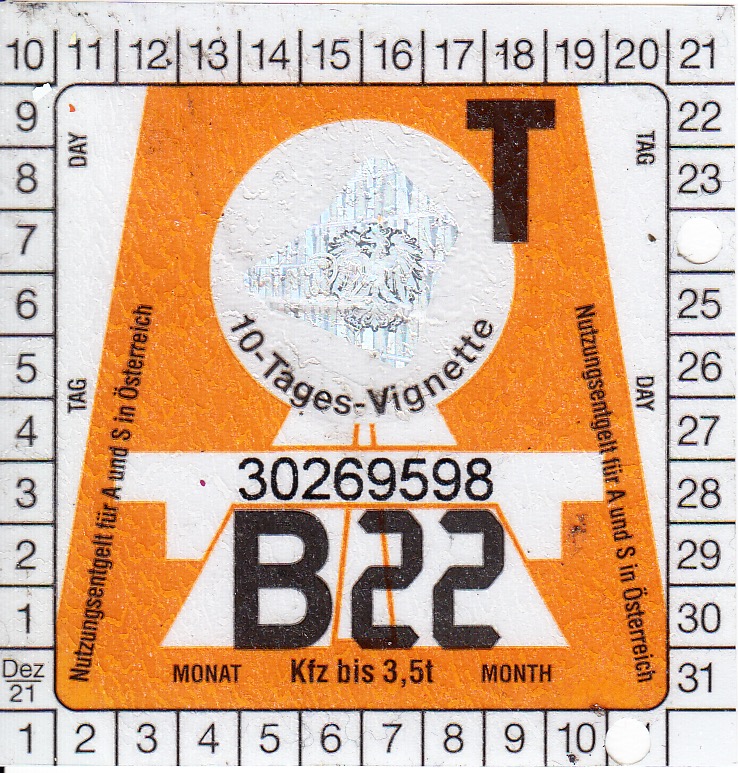 10 11 12 13 14 15 16 17 18 19 20 21
9 22
8 23
7
6 25
5 26
4 27
3 28
2 29
1 30
Dez
21
31
1 2 3 4 5 6 7 8 9 10
DAY
TAG
T
TAG
DAY
10-Tages-Vignette
Nutzungsentgelt für A und S in Österreich
Nutzungsentgelt für A und S in Österreich
30269598
B22
MONAT Kfz bis 3,5t MONTH